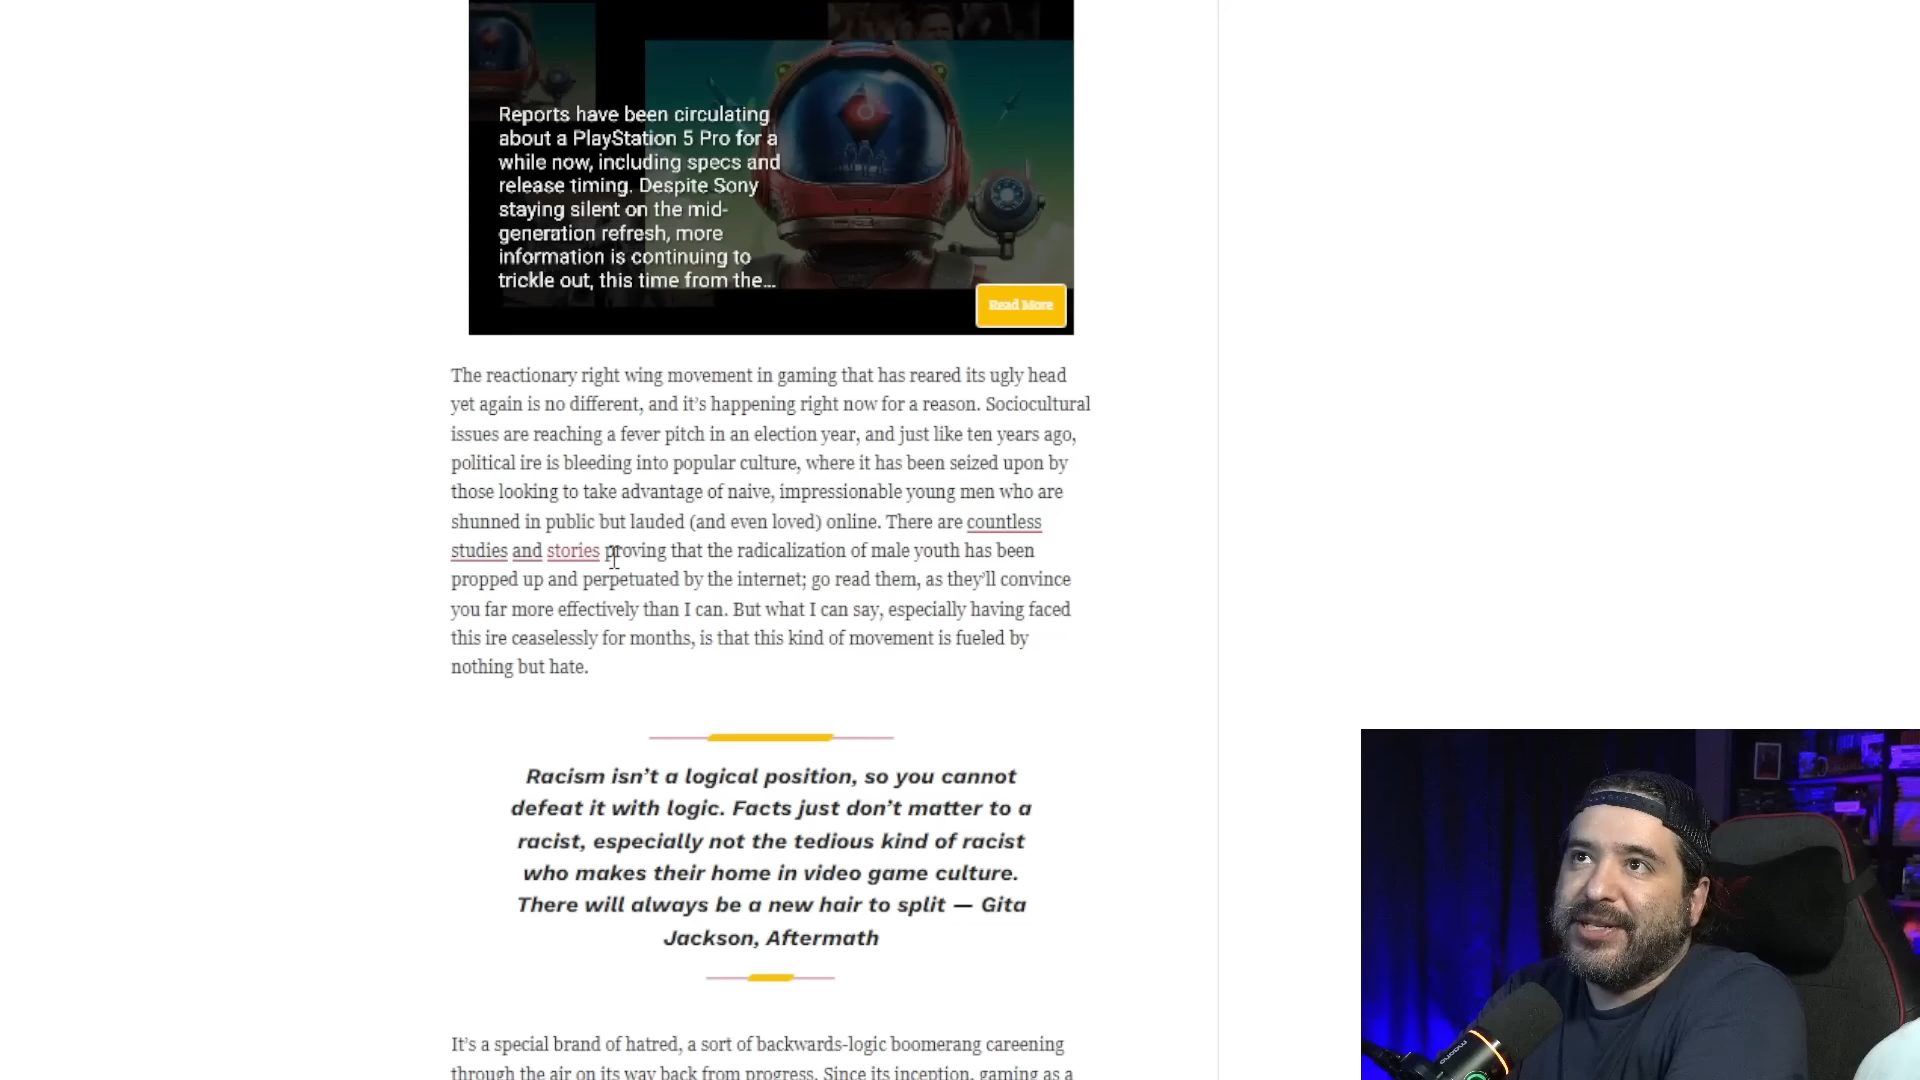 Reports have been circulating
about a PlayStation 5 Pro for a
while now, including specs and
release timing. Despite Sony
staying silent on the mid-
generation refresh, more
information is continuing to
trickle out, this time from the...
Read More
The reactionary right wing movement in gaming that has reared its ugly head
yet again is no different, and it’s happening right now for a reason. Sociocultural
issues are reaching a fever pitch in an election year, and just like ten years ago,
political ire is bleeding into popular culture, where it has been seized upon by
those looking to take advantage of naive, impressionable young men who are
shunned in public but lauded (and even loved) online. There are countless
studies and stories proving that the radicalization of male youth has been
propped up and perpetuated by the internet; go read them, as they’ll convince
you far more effectively than I can. But what I can say, especially having faced
this ire ceaselessly for months, is that this kind of movement is fueled by
nothing but hate.
Racism isn’t a logical position, so you cannot
defeat it with logic. Facts just don’t matter to a
racist, especially not the tedious kind of racist
who makes their home in video game culture.
There will always be a new hair to split — Gita
Jackson, Aftermath
It’s a special brand of hatred, a sort of backwards-logic boomerang careening
through the air on its way back from progress. Since its inception, gaming as a
maono